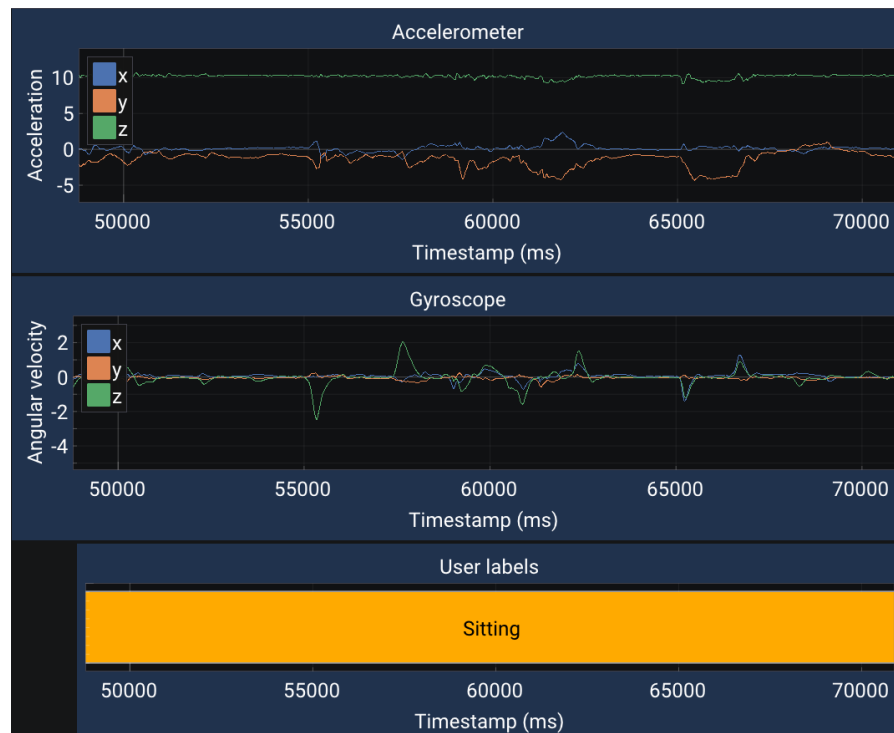 Accelerometer
Acceleration
10
5
0
-5
x
y
z
50000 55000 60000 65000 70000
Timestamp (ms)
Gyroscope
Angular velocity
2
0
-2
-4
x
y
z
50000 55000 60000 65000 70000
Timestamp (ms)
User labels
Sitting
50000 55000 60000 65000 70000
Timestamp (ms)